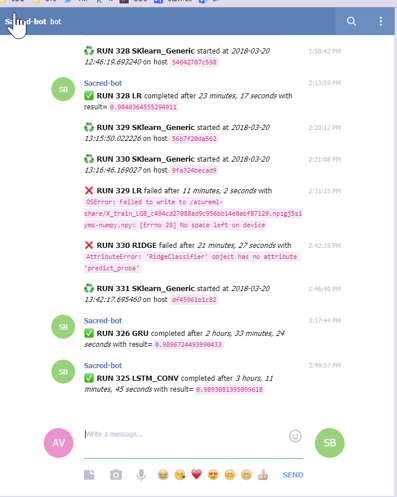 Sacred-bot bot
RUN 328 SKlearn_Generic started at 2018-03-20
12:46:19.693240 on host 54642707c598
1:50:42 PM
Sacred-bot
RUN 328 LR completed after 23 minutes, 17 seconds with
result= 0.9840364555294911
2:13:59 PM
RUN 329 SKlearn_Generic started at 2018-03-20
13:15:50.022226 on host 56b7f20da562
2:20:12 PM
RUN 330 SKlearn_Generic started at 2018-03-20
13:16:46.169027 on host 9fa324becad9
2:21:08 PM
RUN 329 LR failed after 11 minutes, 2 seconds with
OSError: Failed to write to /azureml-
share/X_train_LGB_c494cd27088ad9c956bb14e0abf87129.npzgj5sl
yms-numpy.npy: [Errno 28] No space left on device
2:31:15 PM
RUN 330 RIDGE failed after 21 minutes, 27 seconds with
AttributeError: 'RidgeClassifier' object has no attribute
'predict_proba'
2:42:35 PM
RUN 331 SKlearn_Generic started at 2018-03-20
13:42:17.695460 on host df45961b1c82
2:46:40 PM
Sacred-bot
RUN 326 GRU completed after 2 hours, 33 minutes, 24
seconds with result= 0.9896724493990433
3:17:44 PM
Sacred-bot
RUN 325 LSTM_CONV completed after 3 hours, 11
minutes, 45 seconds with result= 0.9893081395099618
3:49:57 PM
SB
SB
SB
AV
Write a message...
SB
SEND